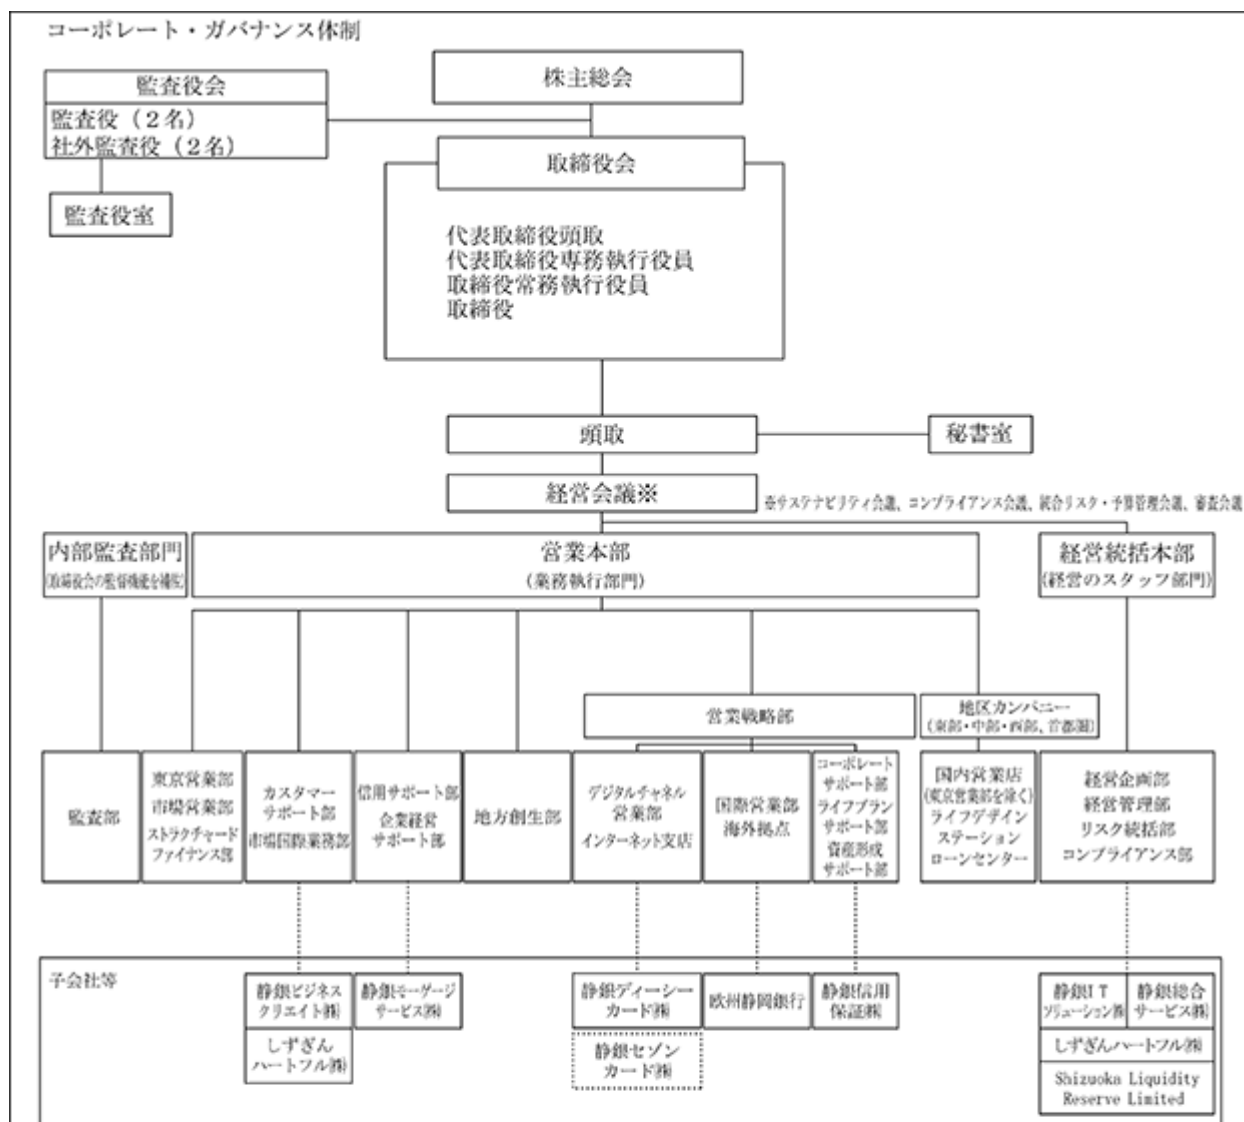 コーポレート・ガバナンス体制
監査役会
監査役（２名）
社外監査役（２名）
監査役室
株主総会
取締役会
代表取締役頭取
代表取締役専務執行役員
取締役常務執行役員
取締役
頭取
秘書室
経営会議※
※サステナビリティ会議、コンプライアンス会議、統合リスク・予算管理会議、審査会議
内部監査部門
(取締役会の監督機能を補佐)
営業本部
(業務執行部門)
経営統括本部
(経営のスタッフ部門)
営業戦略部
地区カンパニー
(東部・中部・西部、首都圏)
監査部
東京営業部
市場営業部
ストラクチャード
ファイナンス部
カスタマー
サポート部
市場国際業務部
信用サポート部
企業経営
サポート部
地方創生部
デジタルチャネル
営業部
インターネット支店
国際営業部
海外拠点
コーポレート
サポート部
ライフプラン
サポート部
資産形成
サポート部
国内営業店
(東京営業部を除く)
ライフデザイン
ステーション
ローンセンター
経営企画部
経営管理部
リスク統括部
コンプライアンス部
子会社等
静銀ビジネス
クリエイト㈱
しずぎん
ハートフル㈱
静銀モーゲージ
サービス㈱
静銀ディーシー
カード㈱
静銀セゾン
カード㈱
欧州静岡銀行
静銀信用
保証㈱
静銀ＩＴ
ソリューション㈱
静銀総合
サービス㈱
しずぎんハートフル㈱
Shizuoka Liquidity
Reserve Limited